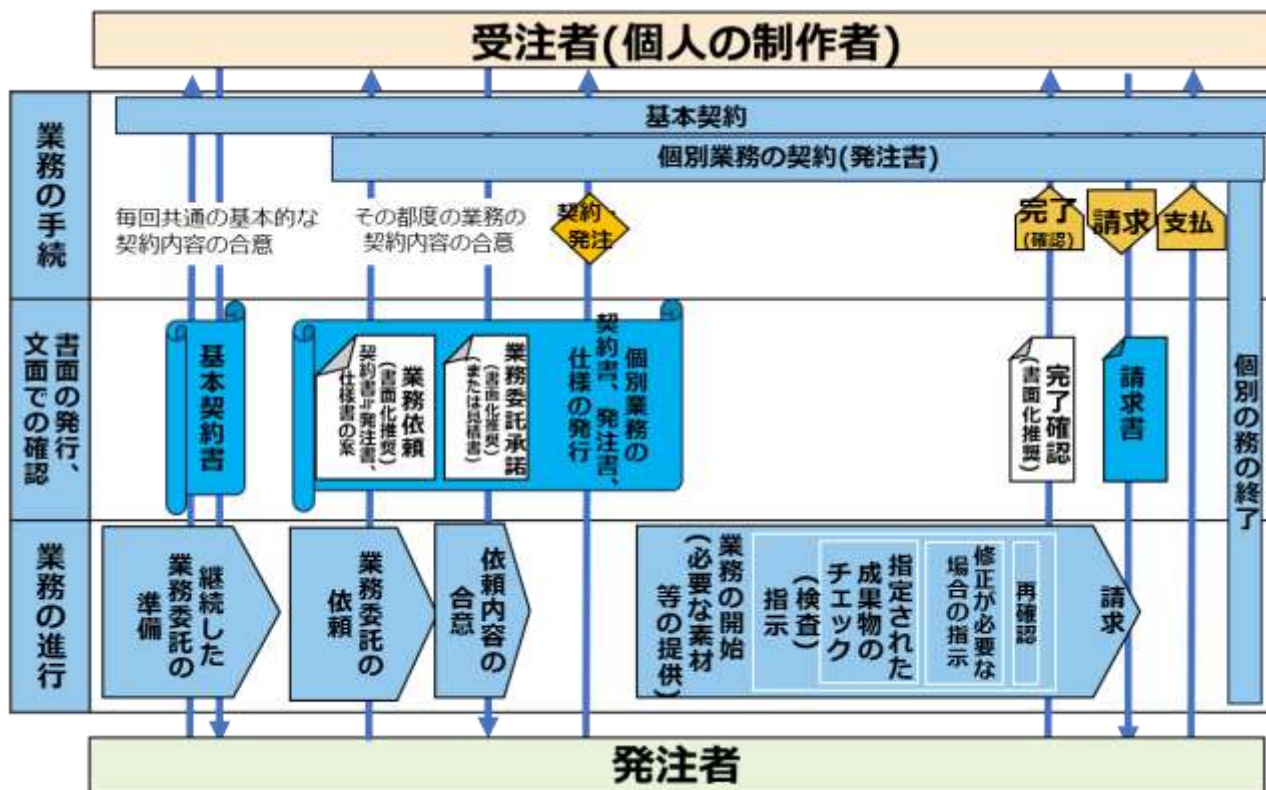 受注者(個人の制作者)
業務の手続
基本契約
個別業務の契約(発注書)
毎回共通の基本的な
契約内容の合意
その都度の業務の
契約内容の合意
契約・
発注
完了
(確認)
請求
支払
書面の発行、
文面での確認
基本契約書
業務依頼
(書面化推奨)
契約書や発注書、
仕様書の案
業務委託承諾
(書面化推奨)
(または見積書)
個別業務の
契約書、発注書、
仕様の発行
完了確認
(書面化推奨)
請求書
個別の務の終了
業務の進行
継続した
業務委託の
準備
業務委託の
依頼
依頼内容の
合意
業務の開始
(必要な素材
等の提供)
指示
(検査)
指定された
成果物の
チェック
修正が必要な
場合の指示
再確認
請求
発注者